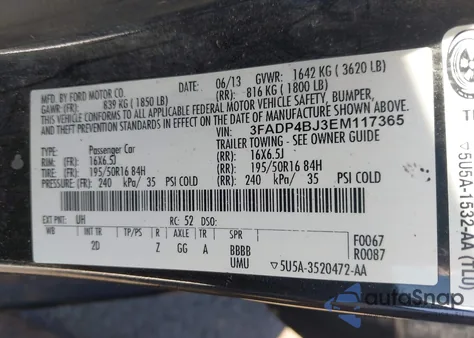 MFD. BY FORD MOTOR CO.
DATE: 06/13 GVWR: 1642 KG ( 3620 LB)
GAWR:(FR): 839 KG ( 1850 LB) (RR): 816 KG ( 1800 LB)
THIS VEHICLE CONFORMS TO ALL APPLICABLE FEDERAL MOTOR VEHICLE SAFETY, BUMPER,
AND THEFT PREVENTION STANDARDS IN EFFECT ON THE DATE OF MANUFACTURE SHOWN ABOVE.
VIN: 3FADP4BJ3EM117365
TYPE: Passenger Car SEE OWNER GUIDE
RIM: (FR) 16X6.5J (RR): 16X6.5J
TIRE: (FR): 195/50R16 84H (RR): 195/50R16 84H
PRESSURE:(FR): 240 kPa/ 35 PSI COLD (RR): 240 kPa/ 35 PSI COLD
EXT PNT: UH RC: 52 DSO:
WB INT TR TP/PS R AXLE TR SPR
2D Z GG A BBBB
UMU
F0067
R0087
▽5U5A-3520472-AA
▽5U5A-1532-AA (TL0)
autoAsnap